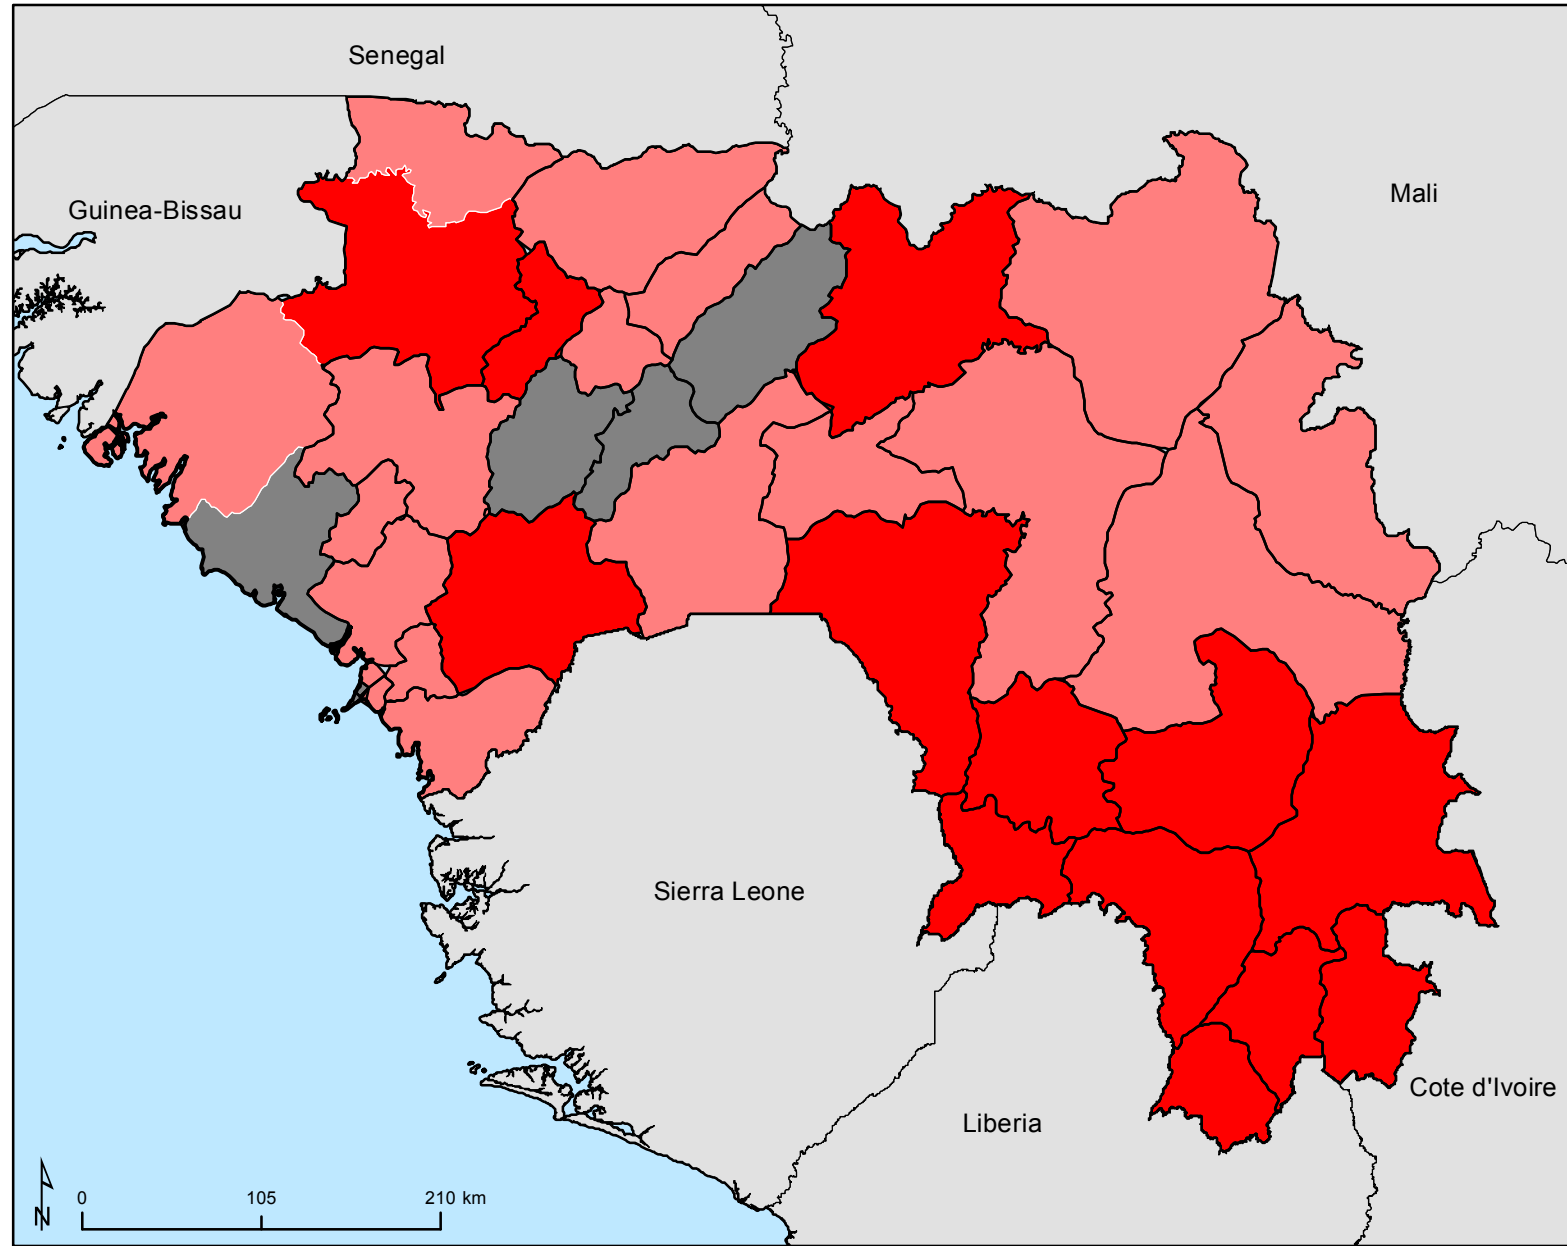 Senegal
Mali
Guinea-Bissau
Sierra Leone
Cote d'Ivoire
Liberia
0 105 210 km
N